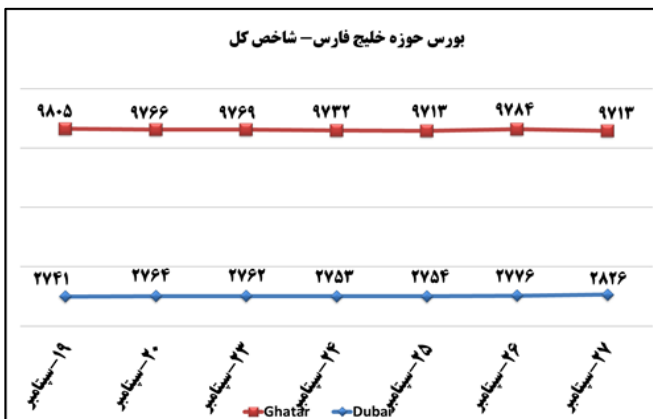 بورس حوزه خلیج فارس– شاخص کل
۹۸۰۵ ۹۷۶۶ ۹۷۶۹ ۹۷۳۲ ۹۷۱۳ ۹۷۸۴ ۹۷۱۳
۲۷۴۱ ۲۷۶۴ ۲۷۶۲ ۲۷۵۳ ۲۷۵۴ ۲۷۷۶ ۲۸۲۶
۱۹-سپتامبر ۲۰-سپتامبر ۲۳-سپتامبر ۲۴-سپتامبر ۲۵-سپتامبر ۲۶-سپتامبر ۲۷-سپتامبر
Ghatar Dubai